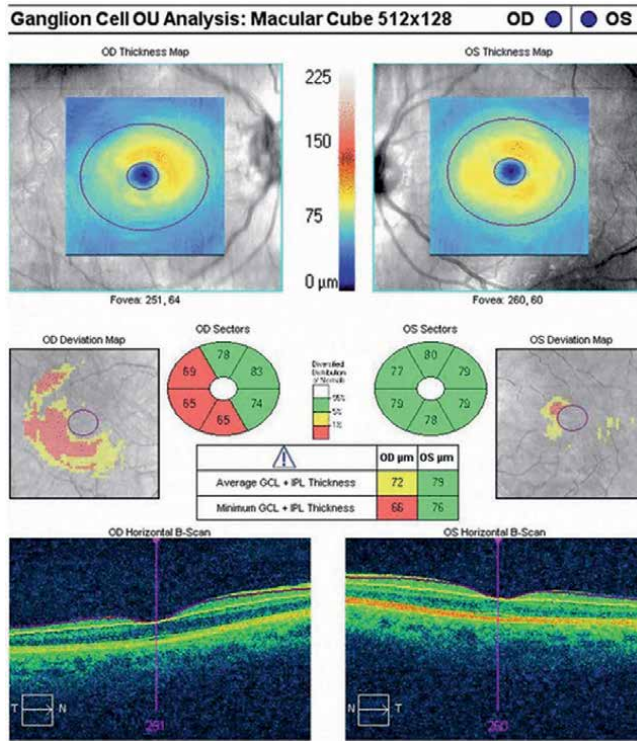 Ganglion Cell OU Analysis: Macular Cube 512x128 OD OS
OD Thickness Map
OS Thickness Map
225
150
75
0 µm
Fovea: 251, 64
Fovea: 260, 60
OD Deviation Map
OD Sectors
OS Sectors
OS Deviation Map
78
69 83
65 74
65
Diversified
Distribution
of Normals
95%
5%
1%
80
77 79
79 79
78
OD µm OS µm
Average GCL + IPL Thickness 72 79
Minimum GCL + IPL Thickness 66 76
OD Horizontal B-Scan
OS Horizontal B-Scan
T N
251
N T
260